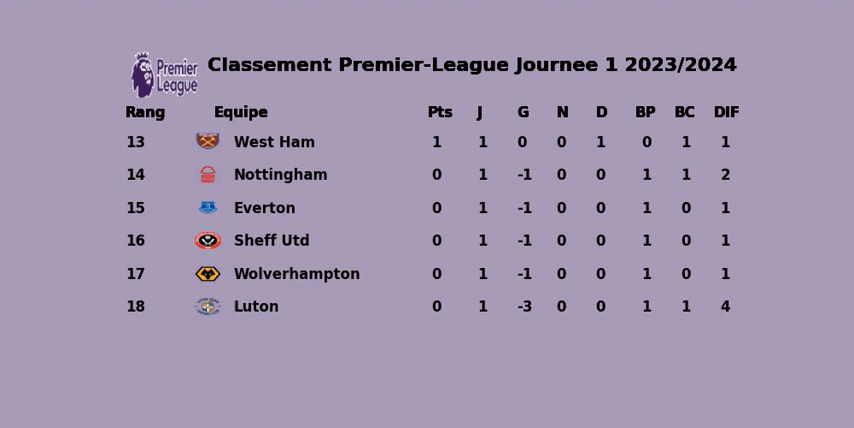 Premier
League
Classement Premier-League Journee 1 2023/2024
Rang Equipe Pts J G N D BP BC DIF
13 West Ham 1 1 0 0 1 0 1 1
14 Nottingham 0 1 -1 0 0 1 1 2
15 Everton 0 1 -1 0 0 1 0 1
16 Sheff Utd 0 1 -1 0 0 1 0 1
17 Wolverhampton 0 1 -1 0 0 1 0 1
18 Luton 0 1 -3 0 0 1 1 4